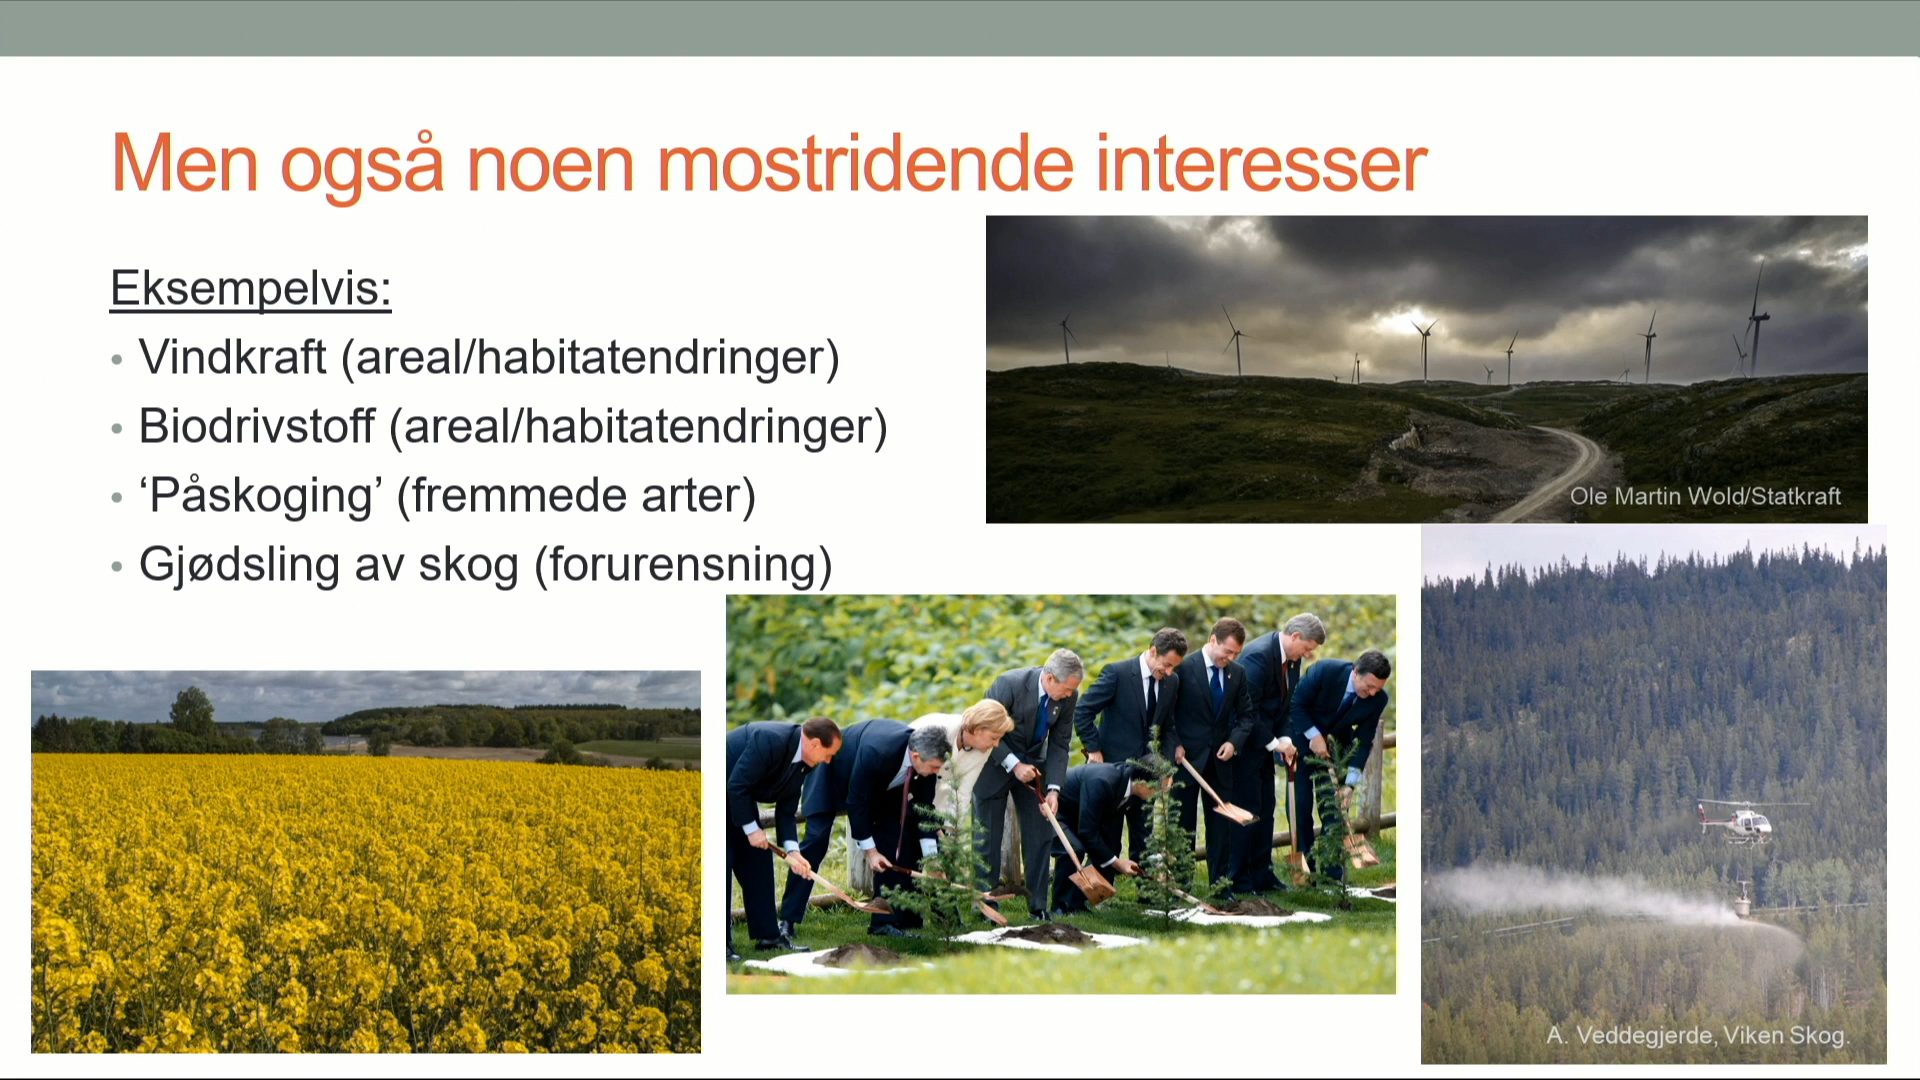 Men også noen mostridende interesser
Eksempelvis:
• Vindkraft (areal/habitatendringer)
• Biodrivstoff (areal/habitatendringer)
• ‘Påskoging’ (fremmede arter)
• Gjødsling av skog (forurensning)
Ole Martin Wold/Statkraft
A. Veddegjerde, Viken Skog.